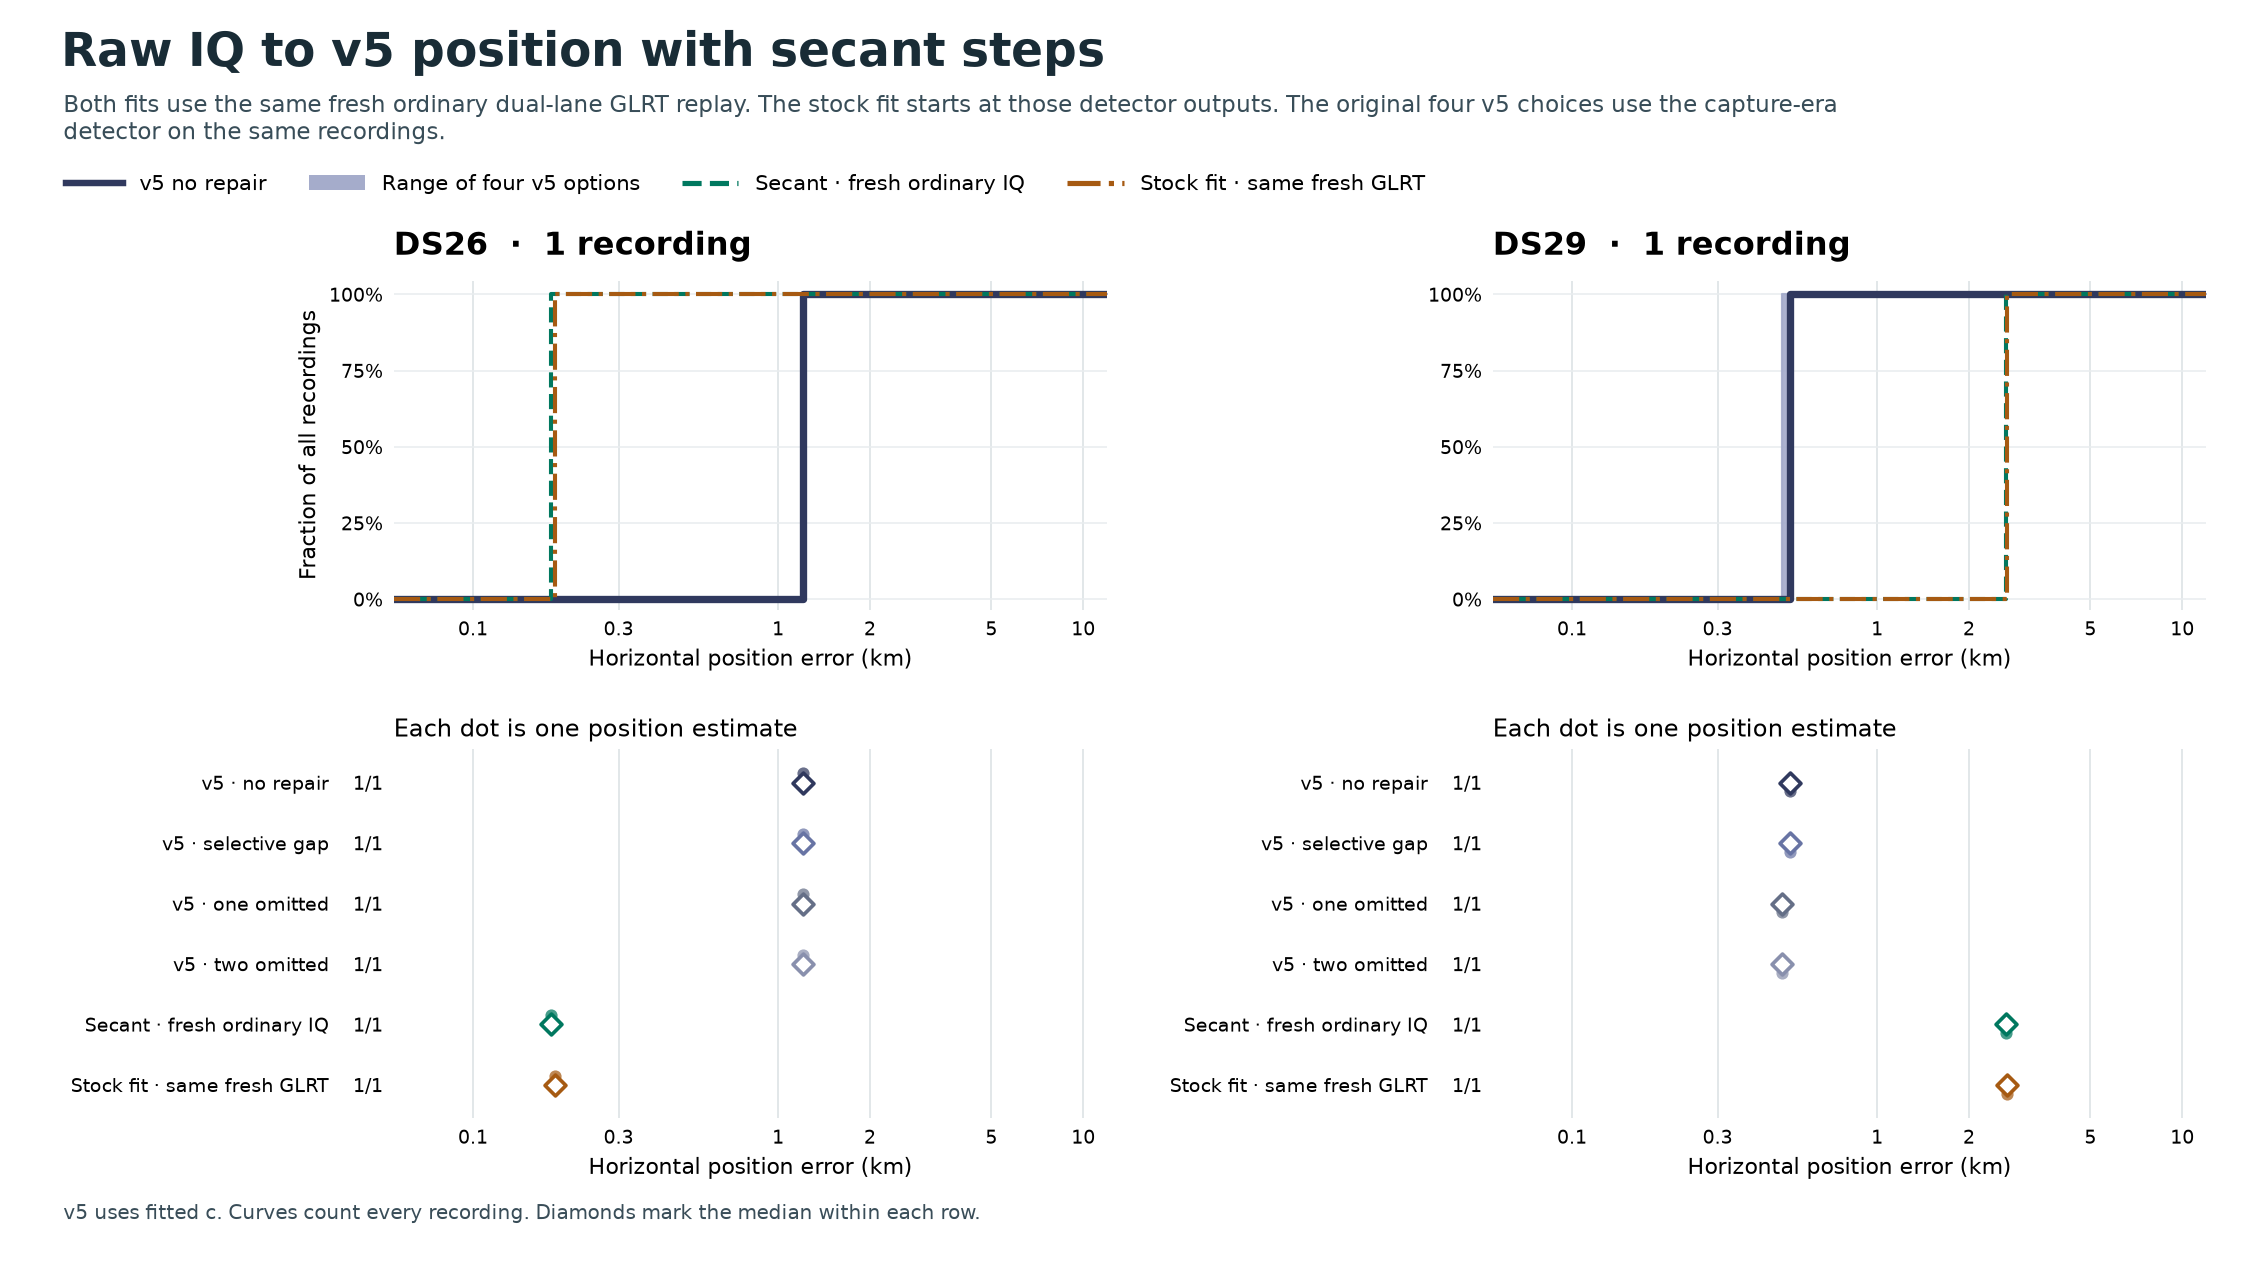 Raw IQ to v5 position with secant steps
Both fits use the same fresh ordinary dual-lane GLRT replay. The stock fit starts at those detector outputs. The original four v5 choices use the capture-era
detector on the same recordings.
v5 no repair
Range of four v5 options
Secant · fresh ordinary IQ
Stock fit · same fresh GLRT
DS26 · 1 recording
Fraction of all recordings
100%
75%
50%
25%
0%
0.1 0.3 1 2 5 10
Horizontal position error (km)
DS29 · 1 recording
100%
75%
50%
25%
0%
0.1 0.3 1 2 5 10
Horizontal position error (km)
Each dot is one position estimate
v5 · no repair 1/1
v5 · selective gap 1/1
v5 · one omitted 1/1
v5 · two omitted 1/1
Secant · fresh ordinary IQ 1/1
Stock fit · same fresh GLRT 1/1
0.1 0.3 1 2 5 10
Horizontal position error (km)
Each dot is one position estimate
v5 · no repair 1/1
v5 · selective gap 1/1
v5 · one omitted 1/1
v5 · two omitted 1/1
Secant · fresh ordinary IQ 1/1
Stock fit · same fresh GLRT 1/1
0.1 0.3 1 2 5 10
Horizontal position error (km)
v5 uses fitted c. Curves count every recording. Diamonds mark the median within each row.